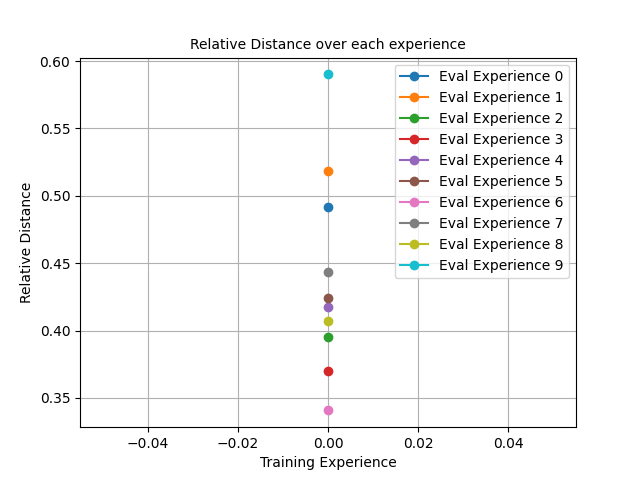 Relative Distance over each experience
0.60
0.55
0.50
0.45
0.40
0.35
Relative Distance
Eval Experience 0
Eval Experience 1
Eval Experience 2
Eval Experience 3
Eval Experience 4
Eval Experience 5
Eval Experience 6
Eval Experience 7
Eval Experience 8
Eval Experience 9
−0.04 −0.02 0.00 0.02 0.04
Training Experience